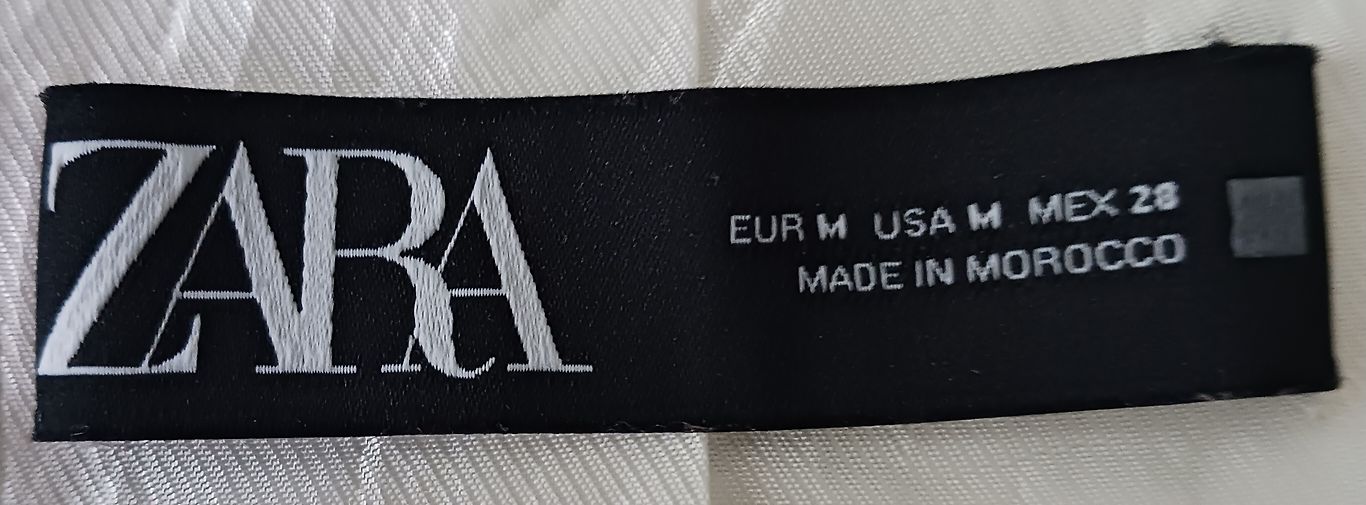 ZARA
EUR M USA M MEX 28
MADE IN MOROCCO